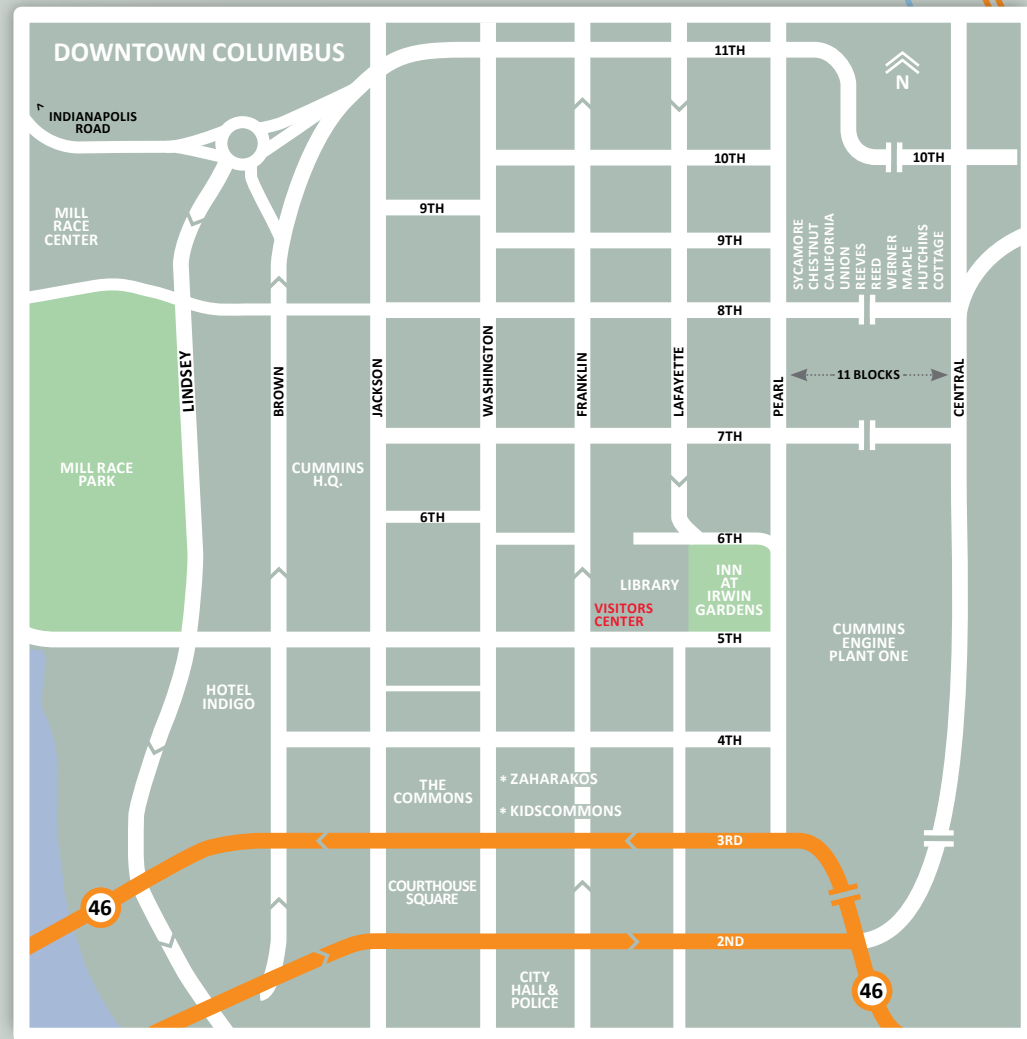 DOWNTOWN COLUMBUS
11TH
N
INDIANAPOLIS
ROAD
10TH
10TH
9TH
MILL
RACE
CENTER
9TH
SYCAMORE
CHESTNUT
CALIFORNIA
UNION
REEVES
REED
WERNER
MAPLE
HUTCHINS
COTTAGE
8TH
LINDSEY
BROWN
JACKSON
WASHINGTON
FRANKLIN
LAFAYETTE
PEARL
11 BLOCKS
CENTRAL
7TH
MILL RACE
PARK
CUMMINS
H.Q.
6TH
6TH
LIBRARY
INN
AT
IRWIN
GARDENS
VISITORS
CENTER
5TH
CUMMINS
ENGINE
PLANT ONE
HOTEL
INDIGO
4TH
THE
COMMONS
* ZAHARAKOS
* KIDSCOMMONS
3RD
COURTHOUSE
SQUARE
46
2ND
CITY
HALL &
POLICE
46